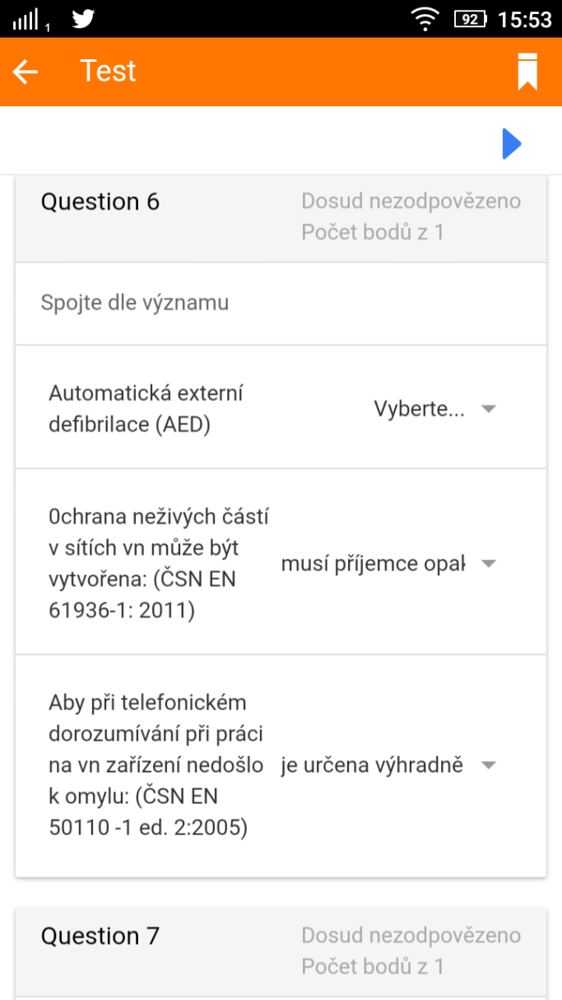 1
92
15:53
Test
Question 6
Dosud nezodpovězeno
Počet bodů z 1
Spojte dle významu
Automatická externí
defibrilace (AED)
Vyberte...
0chrana neživých částí
v sítích vn může být
vytvořena: (ČSN EN
61936-1: 2011)
musí příjemce opak
Aby při telefonickém
dorozumívání při práci
na vn zařízení nedošlo
k omylu: (ČSN EN
50110 -1 ed. 2:2005)
je určena výhradně
Question 7
Dosud nezodpovězeno
Počet bodů z 1